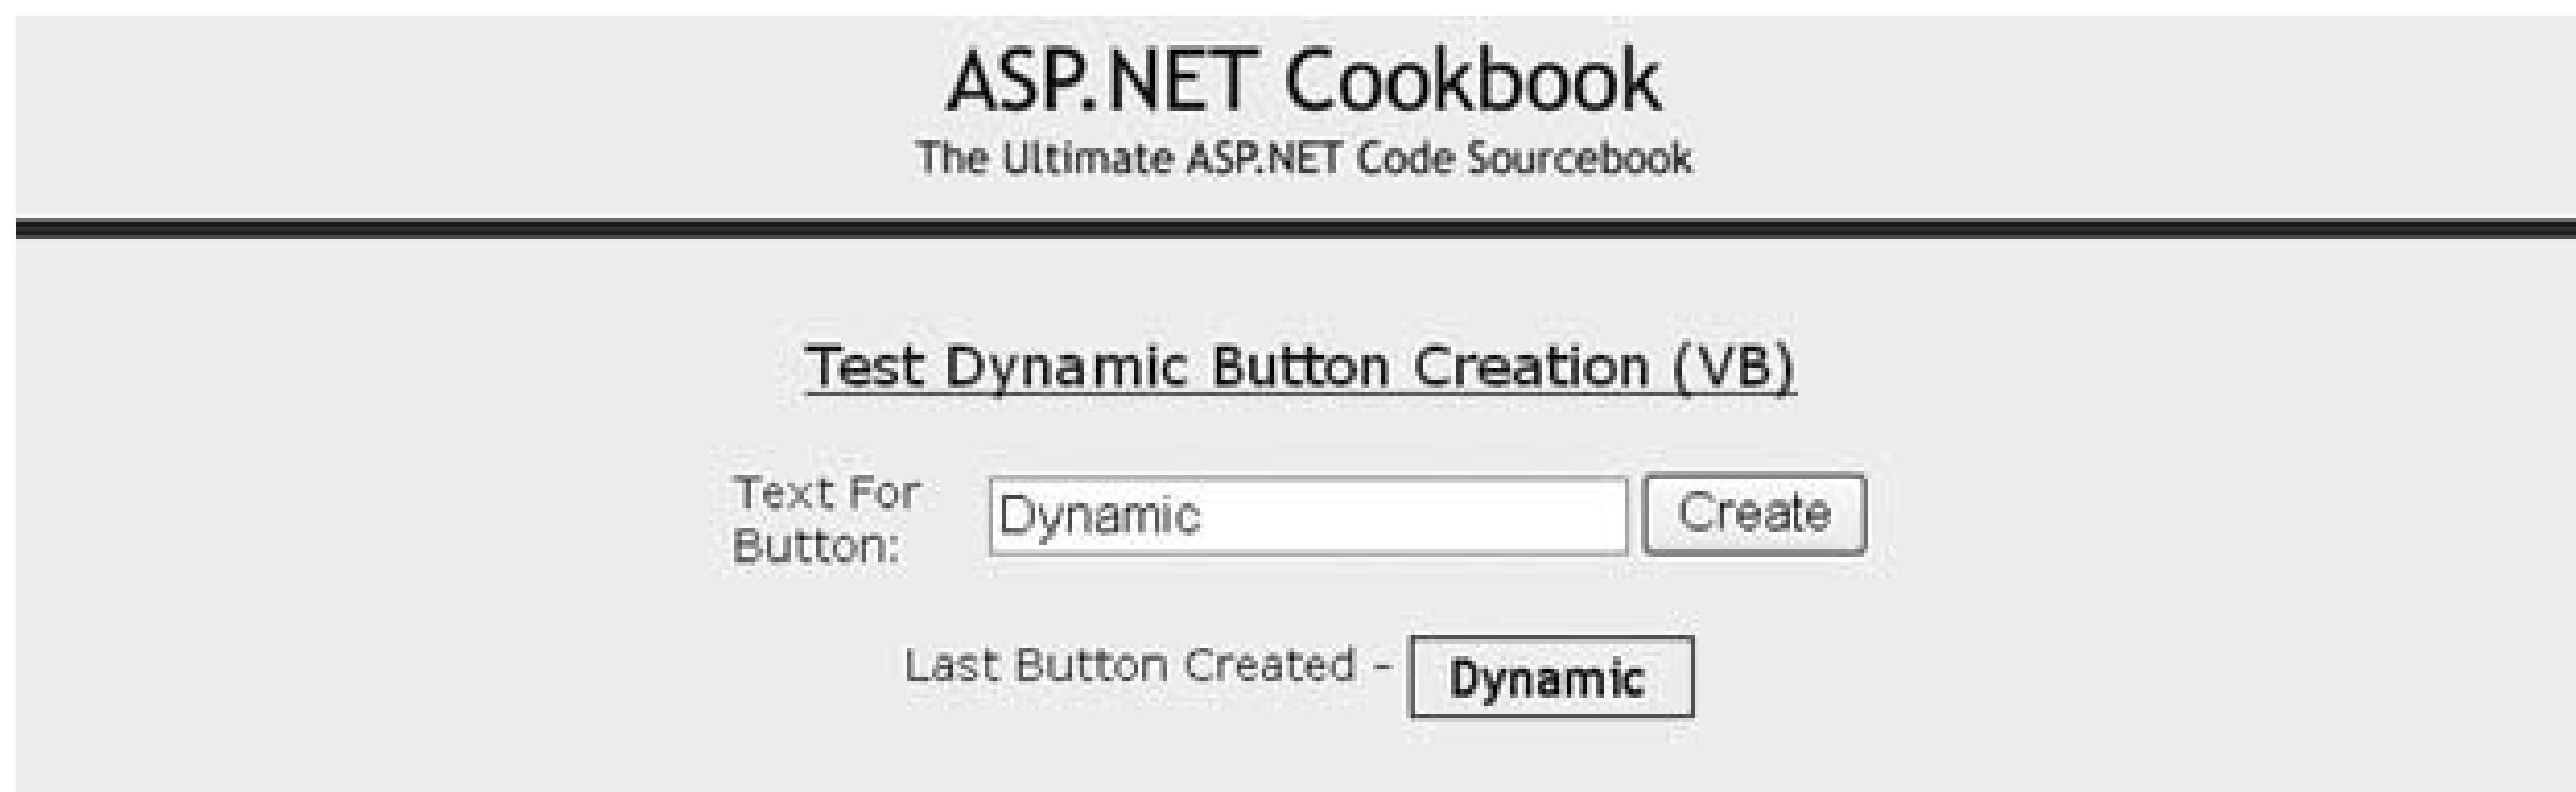 ASP.NET Cookbook
The Ultimate ASP.NET Code Sourcebook
Test Dynamic Button Creation (VB)
Text For
Button:
Dynamic
Create
Last Button Created - Dynamic